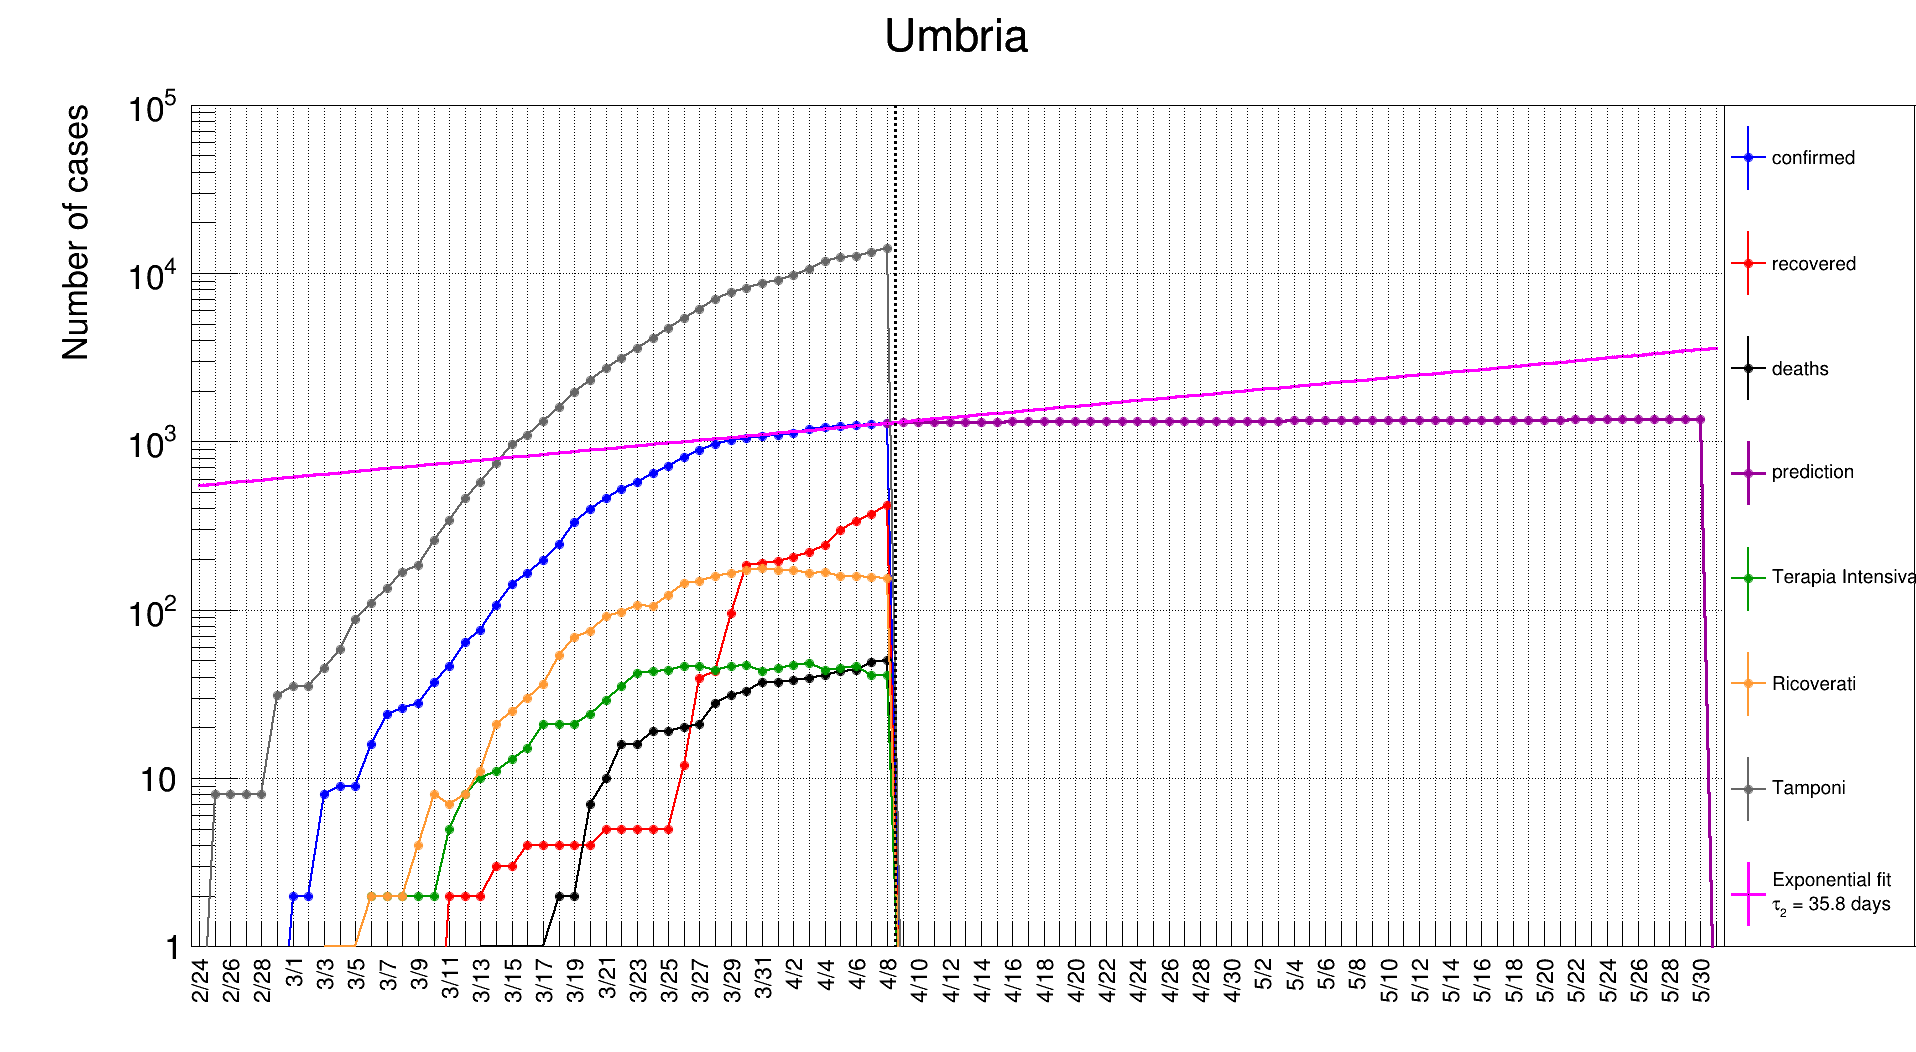 Umbria
Number of cases
10^5
10^4
10^3
10^2
10
1
2/24 2/26 2/28 3/1 3/3 3/5 3/7 3/9 3/11 3/13 3/15 3/17 3/19 3/21 3/23 3/25 3/27 3/29 3/31 4/2 4/4 4/6 4/8 4/10 4/12 4/14 4/16 4/18 4/20 4/22 4/24 4/26 4/28 4/30 5/2 5/4 5/6 5/8 5/10 5/12 5/14 5/16 5/18 5/20 5/22 5/24 5/26 5/28 5/30
confirmed
recovered
deaths
prediction
Terapia Intensiva
Ricoverati
Tamponi
Exponential fit
τ₂ = 35.8 days